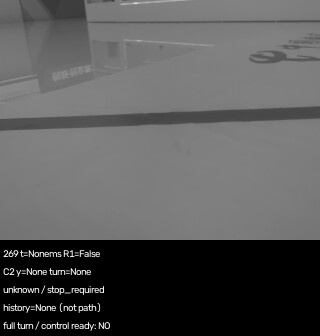 269 t=Nonems R1=False
C2 y=None turn=None
unknown / stop_required
history=None (not path)
full turn / control ready: NO